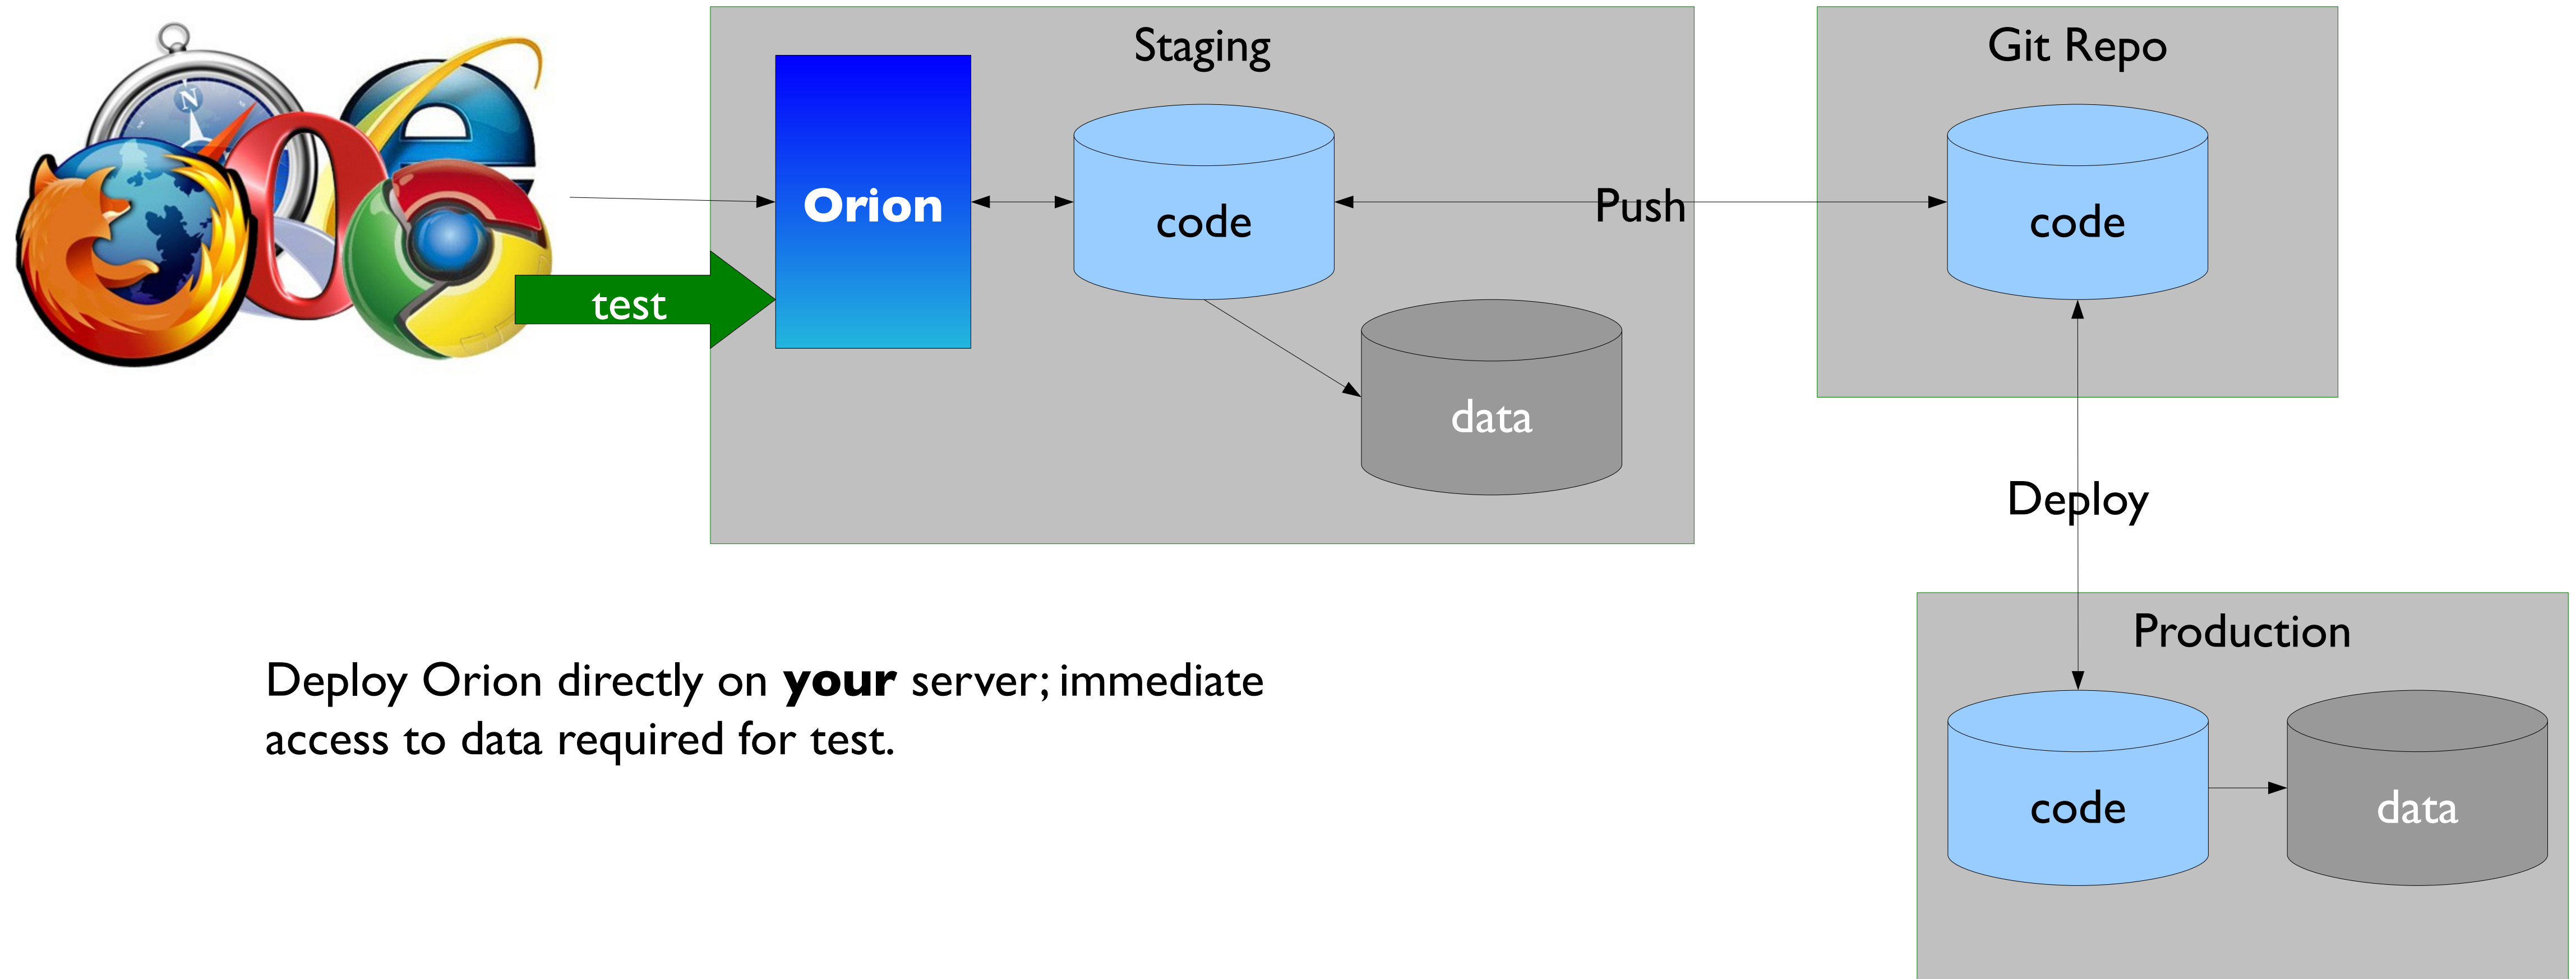 Staging
Git Repo
Orion
code
Push
code
test
data
Deploy
Production
Deploy Orion directly on your server; immediate
access to data required for test.
code
data
N